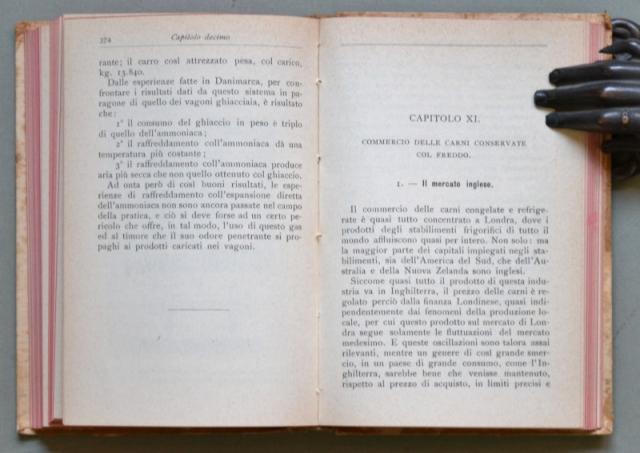 374
Capitolo decimo
rante; il carro così attrezzato pesa, col carico,
kg. 13.840.
Dalle esperienze fatte in Danimarca, per con-
frontare i risultati dati da questo sistema in pa-
ragone di quello dei vagoni ghiacciaia, è risultato
che:
1° il consumo del ghiaccio in peso è triplo
di quello dell'ammoniaca;
2° il raffreddamento coll'ammoniaca dà una
temperatura più costante;
3° il raffreddamento coll'ammoniaca produce
aria più secca che non quello ottenuto col ghiaccio.
Ad onta però di così buoni risultati, le espe-
rienze di raffreddamento coll'espansione diretta
dell'ammoniaca non sono ancora passate nel campo
della pratica, e ciò si deve forse ad un certo pe-
ricolo che offre, in tal modo, l'uso di questo gas
ed al timore che il suo odore penetrante si pro-
paghi ai prodotti caricati nei vagoni.
CAPITOLO XI.
COMMERCIO DELLE CARNI CONSERVATE
COL FREDDO.
1. — Il mercato inglese.
Il commercio delle carni congelate e refrige-
rate è quasi tutto concentrato a Londra, dove i
prodotti degli stabilimenti frigoriferi di tutto il
mondo affluiscono quasi per intero. Non solo: ma
la maggior parte dei capitali impiegati negli sta-
bilimenti, sia dell'America del Sud, che dell'Au-
stralia e della Nuova Zelanda sono inglesi.
Siccome quasi tutto il prodotto di questa indu-
stria va in Inghilterra, il prezzo delle carni è re-
golato perciò dalla finanza Londinese, quasi indi-
pendentemente dai fenomeni della produzione lo-
cale, per cui questo prodotto sul mercato di Lon-
dra segue solamente le fluttuazioni del mercato
medesimo. E queste oscillazioni sono talora assai
rilevanti, mentre un genere di così grande smer-
cio, in un paese di grande consumo, come l'In-
ghilterra, sarebbe bene che venisse mantenuto,
rispetto al prezzo di acquisto, in limiti precisi e